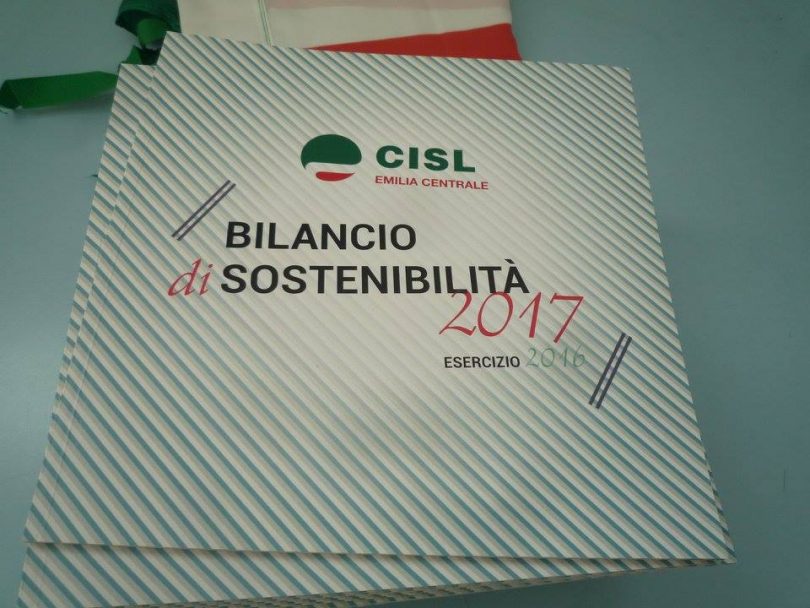 CISL
EMILIA CENTRALE
BILANCIO
di SOSTENIBILITÀ
2017
ESERCIZIO 2016